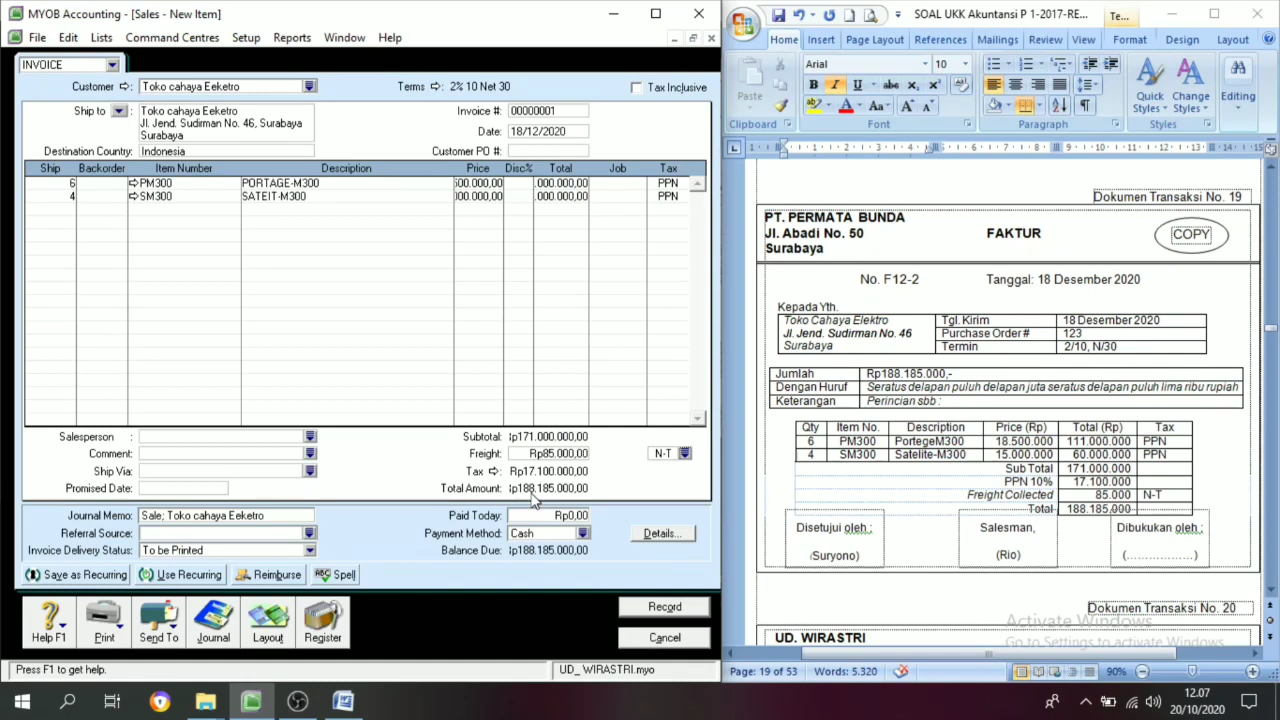 MYOB Accounting - [Sales - New Item]
File Edit Lists Command Centres Setup Reports Window Help
INVOICE
Customer Toko cahaya Eeketro Terms 2% 10 Net 30 Tax Inclusive
Ship to Toko cahaya Eeketro Invoice #: 00000001
Jl. Jend. Sudirman No. 46, Surabaya
Surabaya Date: 18/12/2020
Destination Country: Indonesia Customer PO #:
Ship Backorder Item Number Description Price Disc% Total Job Tax
6 PM300 PORTAGE-M300 500.000,00 .000.000,00 PPN
4 SM300 SATEIT-M300 000.000,00 .000.000,00 PPN
Salesperson : Subtotal: Rp171.000.000,00
Comment: Freight: Rp85.000,00 N-T
Ship Via: Tax Rp17.100.000,00
Promised Date: Total Amount: Rp188.185.000,00
Journal Memo: Sale; Toko cahaya Eeketro Paid Today: Rp0,00
Referral Source: Payment Method: Cash Details...
Invoice Delivery Status: To be Printed Balance Due: Rp188.185.000,00
Save as Recurring Use Recurring Reimburse Spell
Help F1 Print Send To Journal Layout Register
Record
Cancel
Press F1 to get help. UD_ WIRASTRI.myo
SOAL UKK Akuntansi P 1-2017-RE... Te...
Home Insert Page Layout References Mailings Review View Format Design Layout
Arial 10
Paste
Quick Styles Change Styles Editing
Clipboard Font Paragraph Styles
Dokumen Transaksi No. 19
PT. PERMATA BUNDA
Jl. Abadi No. 50 FAKTUR COPY
Surabaya
No. F12-2 Tanggal: 18 Desember 2020
Kepada Yth.
Toko Cahaya Elektro Tgl. Kirim 18 Desember 2020
Jl. Jend. Sudirman No. 46 Purchase Order # 123
Surabaya Termin 2/10, N/30
Jumlah Rp188.185.000,-
Dengan Huruf Seratus delapan puluh delapan juta seratus delapan puluh lima ribu rupiah
Keterangan Perincian sbb :
Qty Item No. Description Price (Rp) Total (Rp) Tax
6 PM300 PortegeM300 18.500.000 111.000.000 PPN
4 SM300 Satelite-M300 15.000.000 60.000.000 PPN
Sub Total 171.000.000
PPN 10% 17.100.000
Freight Collected 85.000 N-T
Total 188.185.000
Disetujui oleh : Salesman, Dibukukan oleh :
(Suryono) (Rio) (..................)
Dokumen Transaksi No. 20
Activate Windows
UD. WIRASTRI
Go to Settings to activate Windows.
Page: 19 of 53 Words: 5.320 90%
12.07
20/10/2020